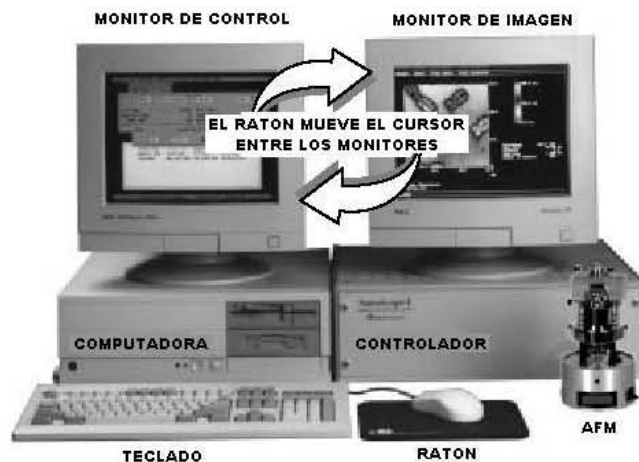 MONITOR DE CONTROL
MONITOR DE IMAGEN
EL RATON MUEVE EL CURSOR
ENTRE LOS MONITORES
COMPUTADORA
CONTROLADOR
TECLADO
RATON
AFM